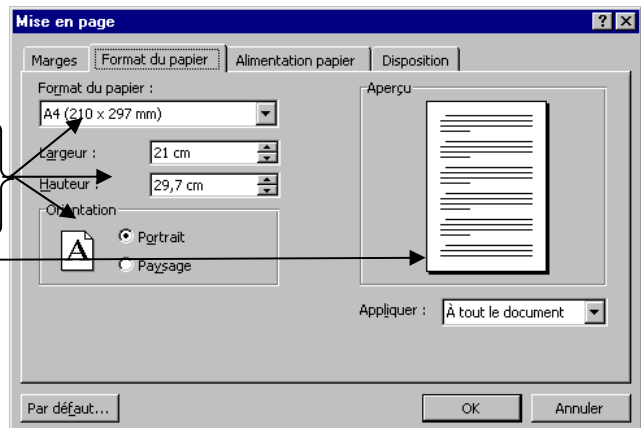 Mise en page
Marges
Format du papier
Alimentation papier
Disposition
Format du papier :
A4 (210 x 297 mm)
Largeur :
21 cm
Hauteur :
29,7 cm
Orientation
A
Portrait
Paysage
Aperçu
Appliquer :
À tout le document
Par défaut...
OK
Annuler